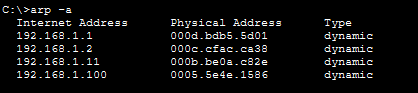 C:\>arp -a
Internet Address Physical Address Type
192.168.1.1 000d.bdb5.5d01 dynamic
192.168.1.2 000c.cfac.ca38 dynamic
192.168.1.11 000b.be0a.c82e dynamic
192.168.1.100 0005.5e4e.1586 dynamic